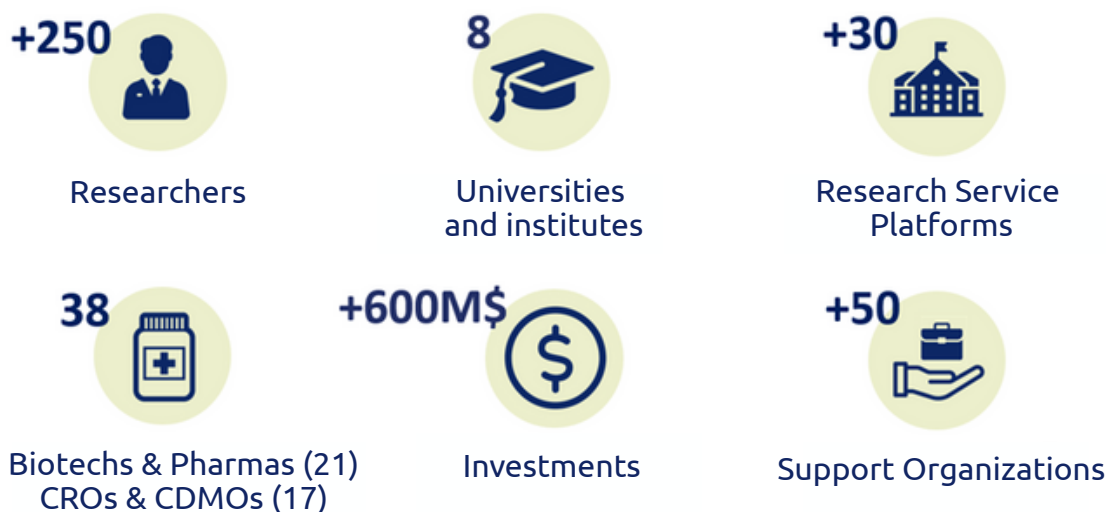 +250
Researchers
8
Universities
and institutes
+30
Research Service
Platforms
38
Biotechs & Pharmas (21)
CROs & CDMOs (17)
+600M$
$
Investments
+50
Support Organizations